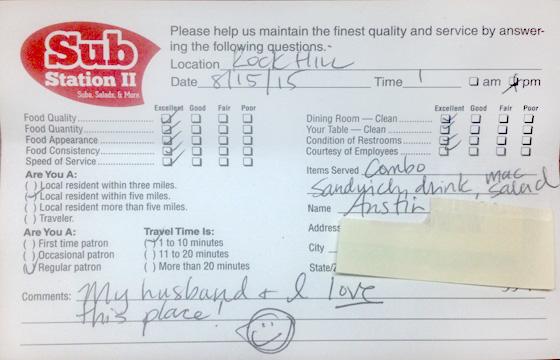 Sub
Station II
Subs, Salads, & More
Please help us maintain the finest quality and service by answer-
ing the following questions.
Location Rock Hill
Date 8/15/15 Time 1 am pm
Excellent Good Fair Poor
Food Quality
Food Quantity
Food Appearance
Food Consistency
Speed of Service
Are You A:
( ) Local resident within three miles.
( ) Local resident within five miles.
( ) Local resident more than five miles.
( ) Traveler.
Are You A:
( ) First time patron
( ) Occasional patron
( ) Regular patron
Travel Time Is:
( ) 1 to 10 minutes
( ) 11 to 20 minutes
( ) More than 20 minutes
Excellent Good Fair Poor
Dining Room — Clean
Your Table — Clean
Condition of Restrooms
Courtesy of Employees
Items Served Combo
Sandwich, drink, mac salad
Name Austin
Address
City
State/
Comments: My husband & I love
this place!